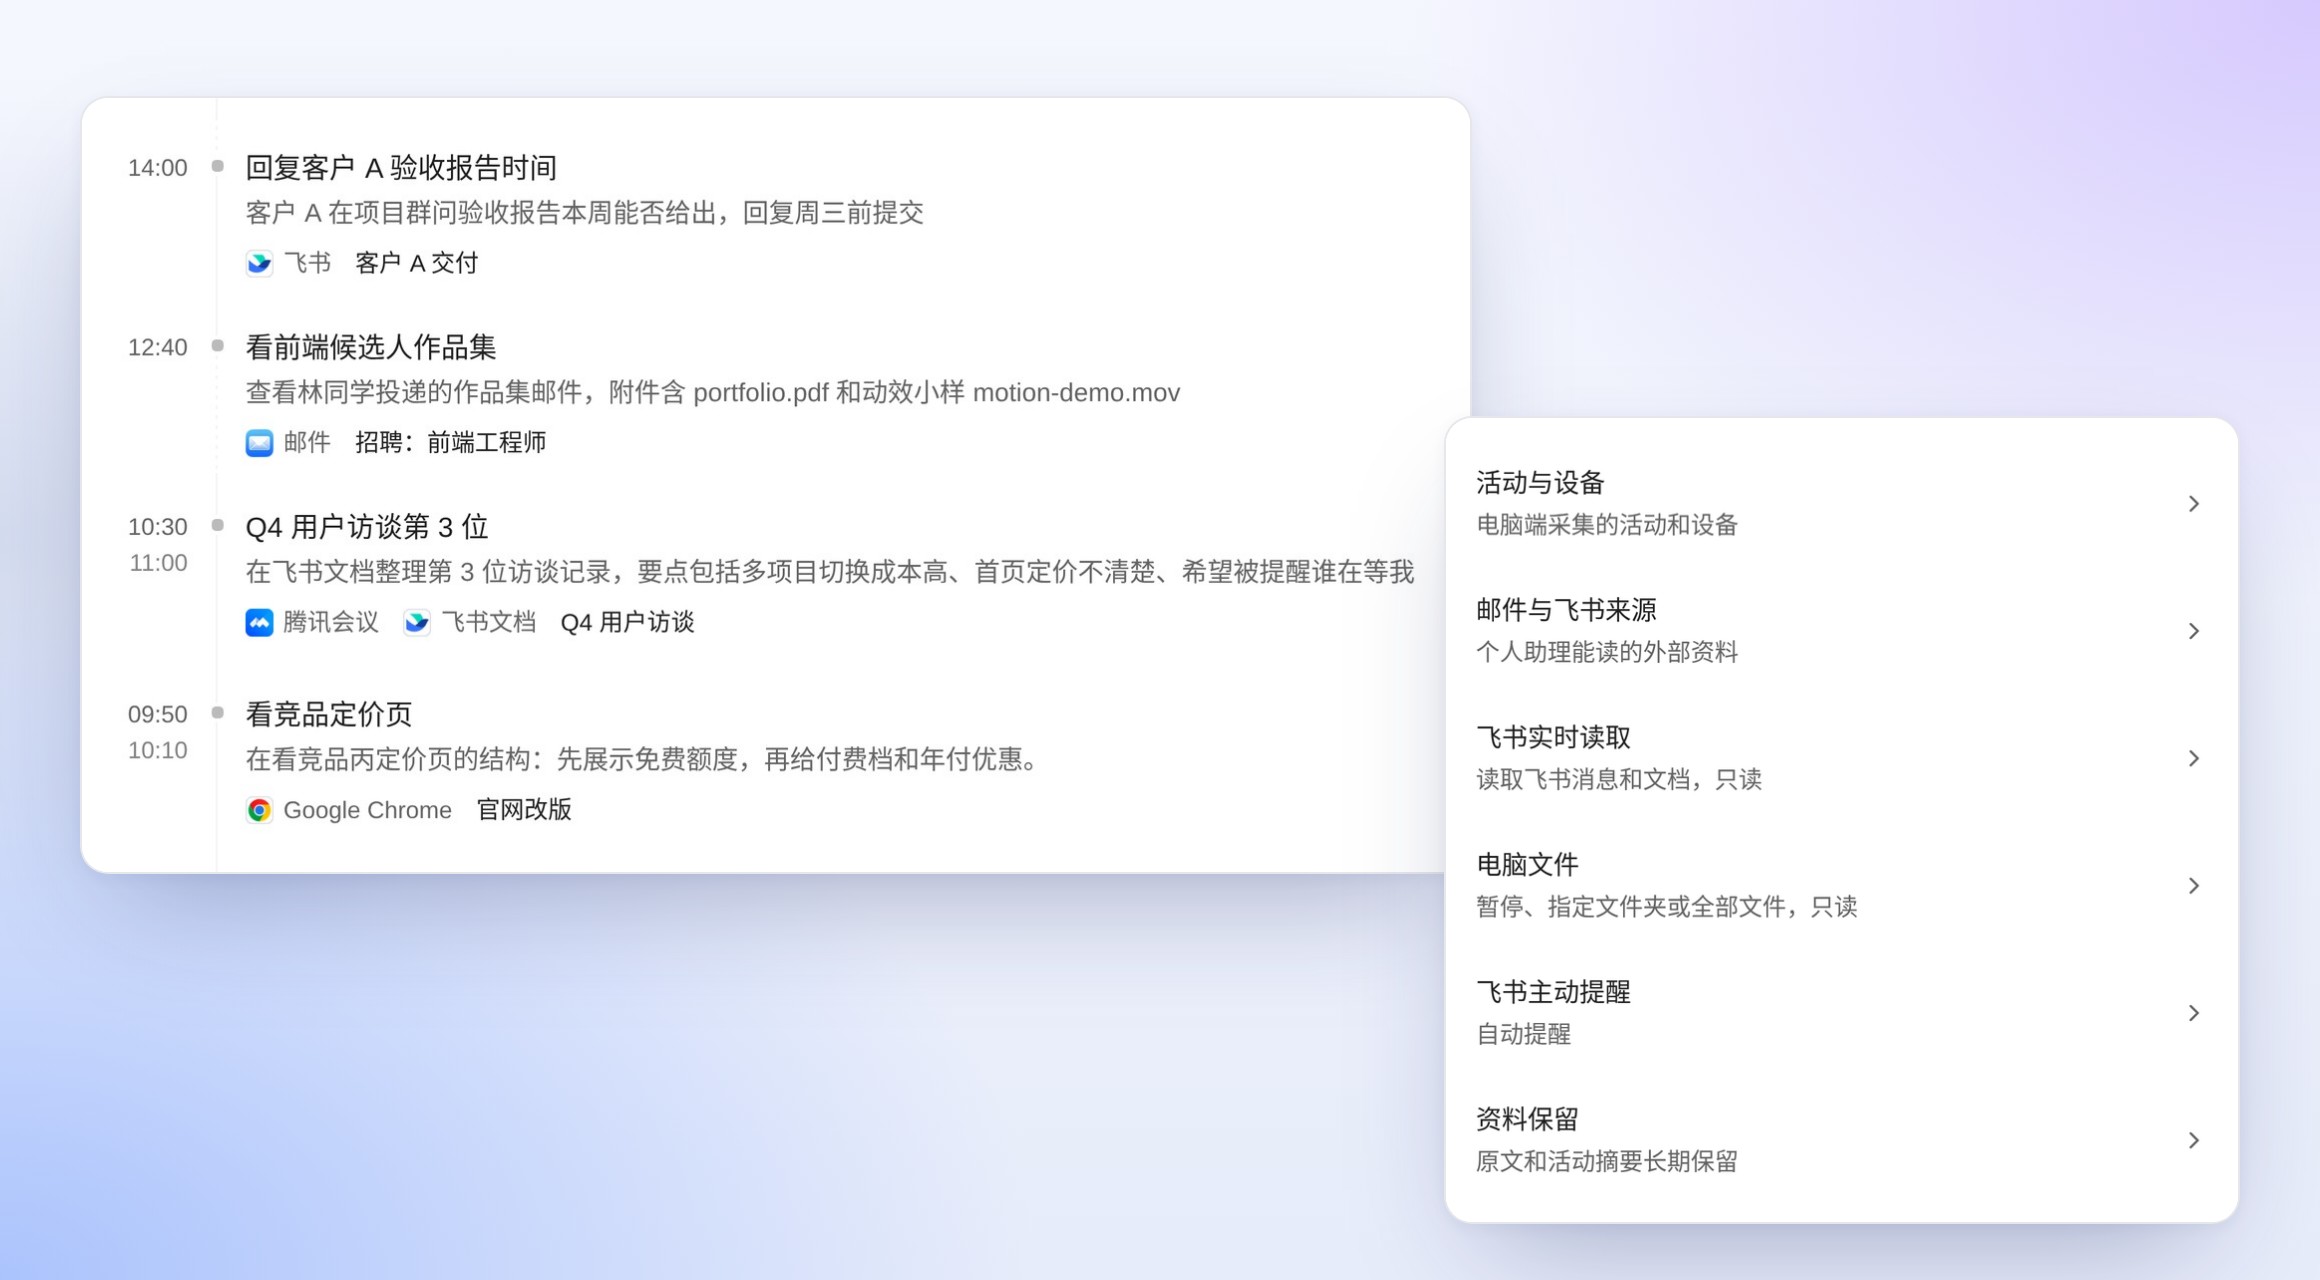 14:00
回复客户 A 验收报告时间
客户 A 在项目群问验收报告本周能否给出，回复周三前提交
飞书 客户 A 交付
12:40
看前端候选人作品集
查看林同学投递的作品集邮件，附件含 portfolio.pdf 和动效小样 motion-demo.mov
邮件 招聘：前端工程师
10:30
11:00
Q4 用户访谈第 3 位
在飞书文档整理第 3 位访谈记录，要点包括多项目切换成本高、首页定价不清楚、希望被提醒谁在等我
腾讯会议 飞书文档 Q4 用户访谈
09:50
10:10
看竞品定价页
在看竞品丙定价页的结构：先展示免费额度，再给付费档和年付优惠。
Google Chrome 官网改版
活动与设备
电脑端采集的活动和设备
邮件与飞书来源
个人助理能读的外部资料
飞书实时读取
读取飞书消息和文档，只读
电脑文件
暂停、指定文件夹或全部文件，只读
飞书主动提醒
自动提醒
资料保留
原文和活动摘要长期保留